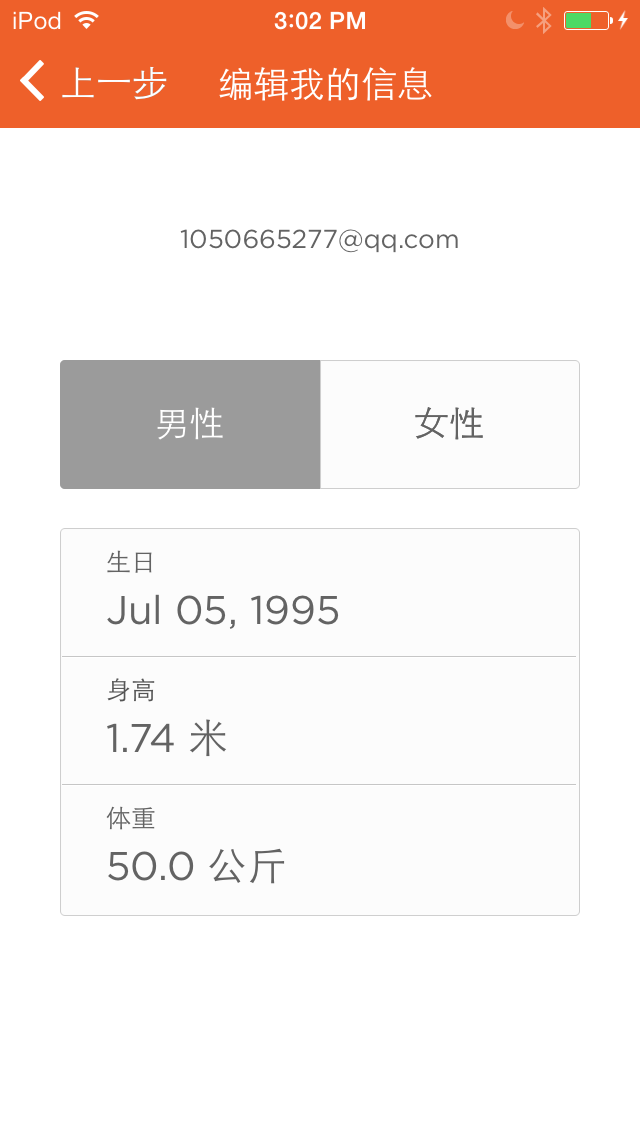 iPod 3:02 PM
上一步 编辑我的信息
1050665277@qq.com
男性 女性
生日
Jul 05, 1995
身高
1.74 米
体重
50.0 公斤